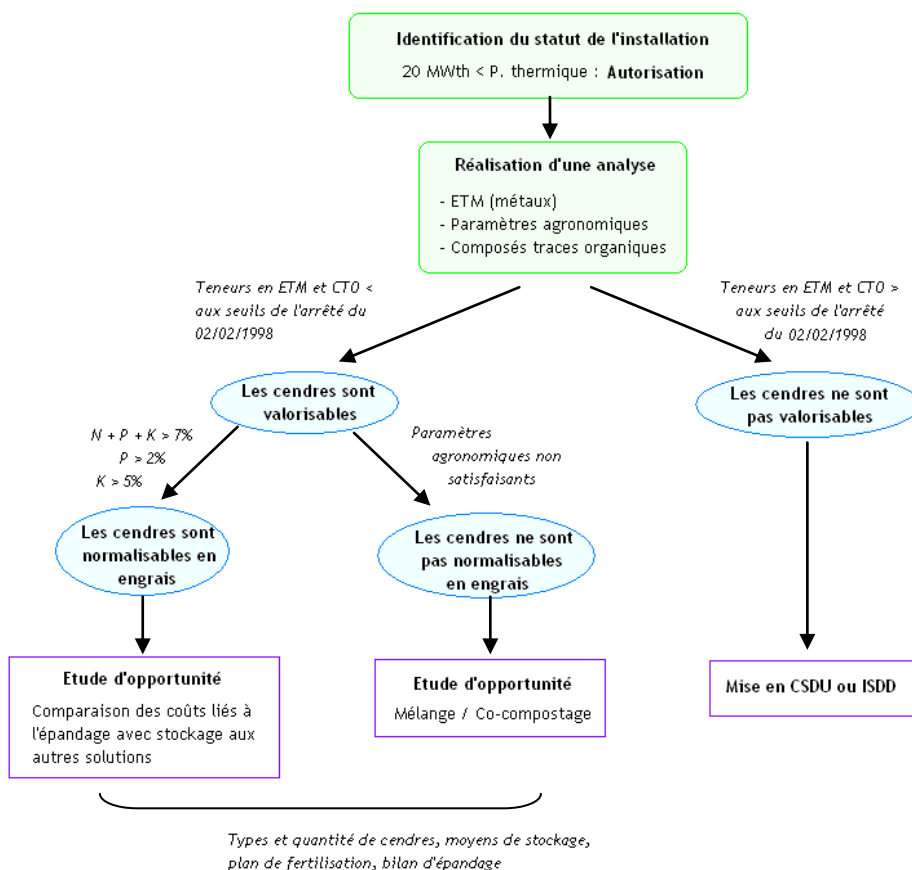 Identification du statut de l'installation
20 MWth < P. thermique : Autorisation
Réalisation d'une analyse
- ETM (métaux)
- Paramètres agronomiques
- Composés traces organiques
Teneurs en ETM et CTO <
aux seuils de l'arrêté du
02/02/1998
Teneurs en ETM et CTO >
aux seuils de l'arrêté
du 02/02/1998
Les cendres sont
valorisables
Les cendres ne sont
pas valorisables
N + P + K > 7%
P > 2%
K > 5%
Paramètres
agronomiques non
satisfaisants
Les cendres sont
normalisables en
engrais
Les cendres ne sont
pas normalisables
en engrais
Etude d'opportunité
Comparaison des coûts liés à
l'épandage avec stockage aux
autres solutions
Etude d'opportunité
Mélange / Co-compostage
Mise en CSDU ou ISDD
Types et quantité de cendres, moyens de stockage,
plan de fertilisation, bilan d'épandage